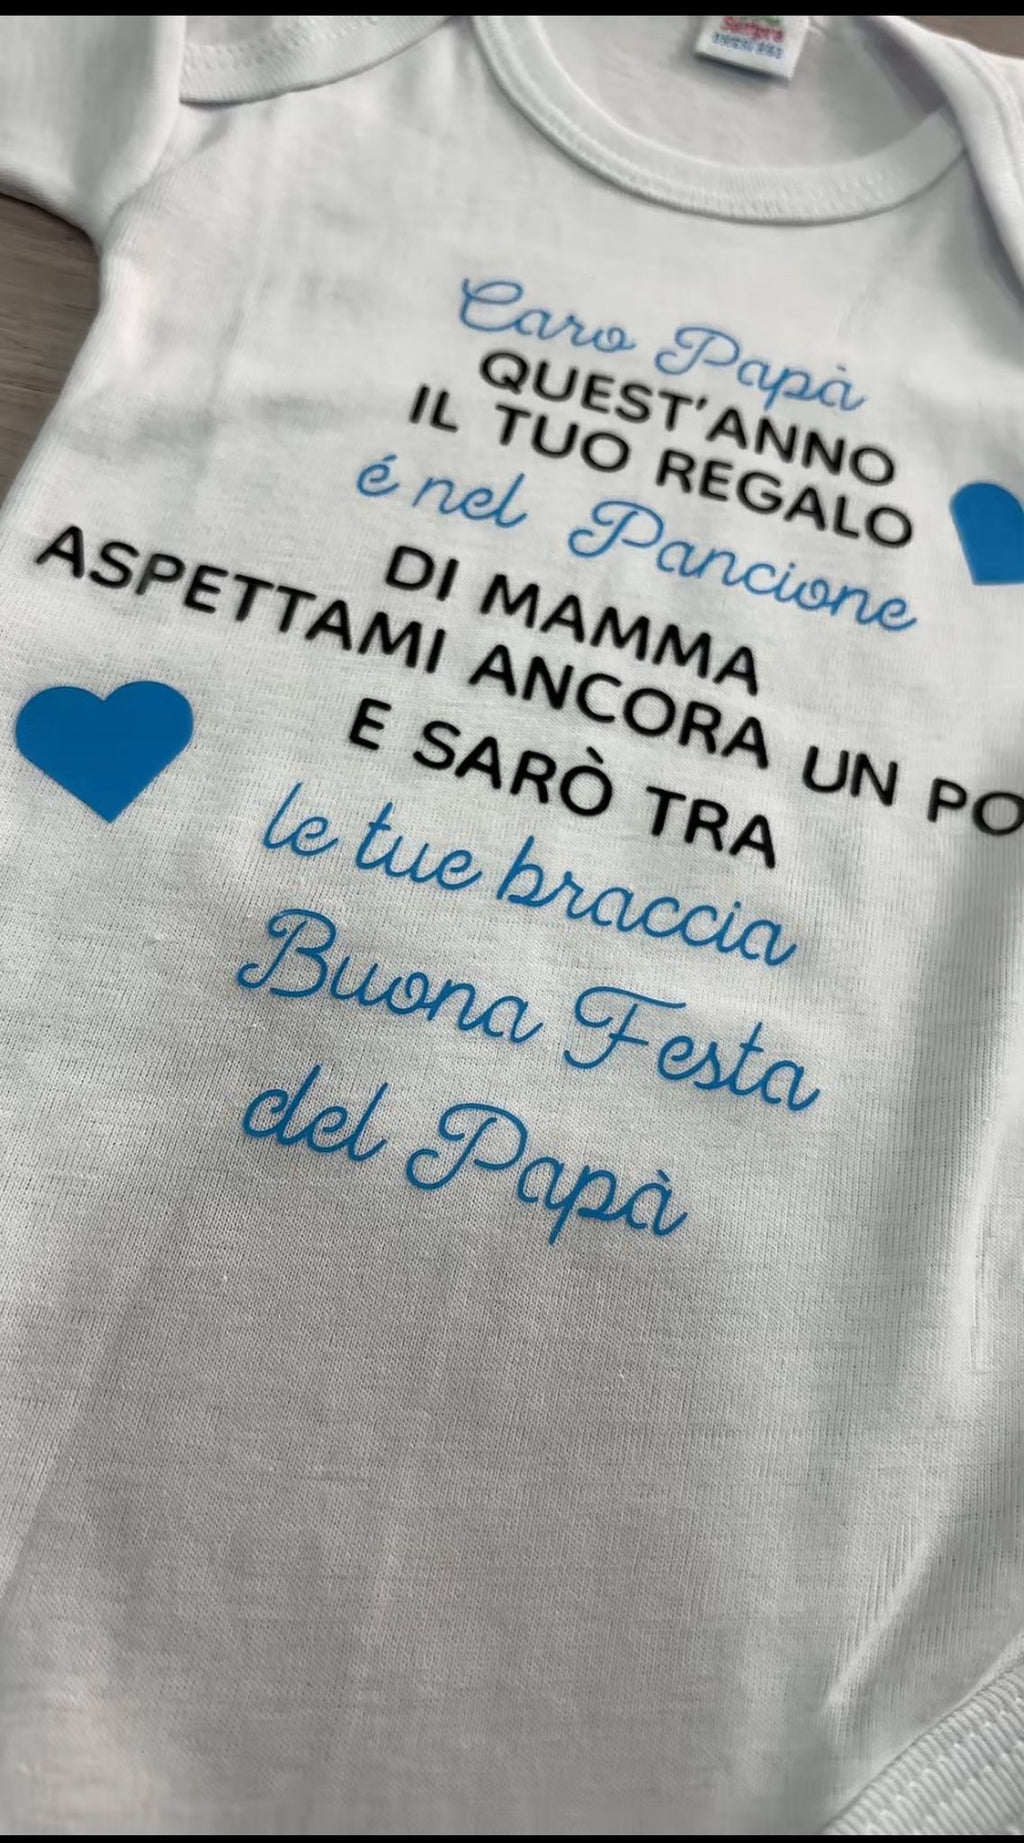 Caro Papà
QUEST'ANNO
IL TUO REGALO
é nel Pancione
DI MAMMA
ASPETTAMI ANCORA UN PO
E SARÒ TRA
le tue braccia
Buona Festa
del Papà